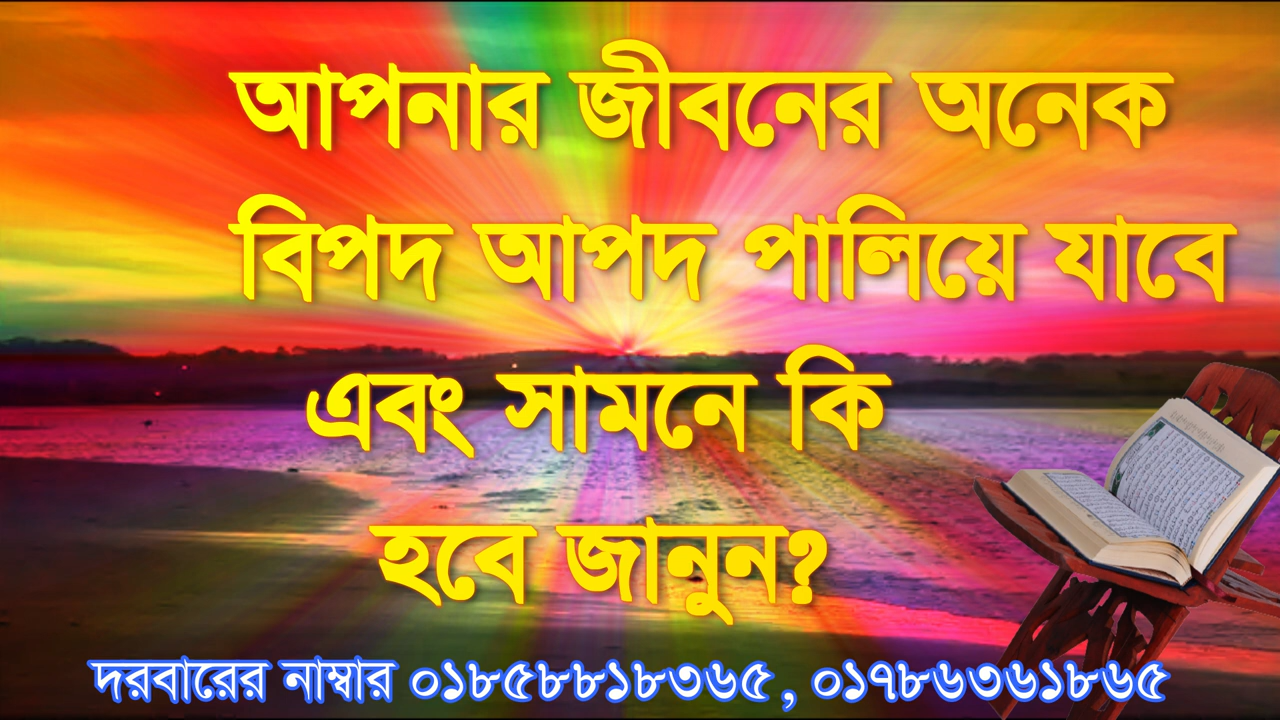 আপনার জীবনের অনেক
বিপদ আপদ পালিয়ে যাবে
এবং সামনে কি
হবে জানুন?
দরবারের নাম্বার ০১৮৫৮৮১৮৩৬৫, ০১৭৮৬৩৬১৮৬৫